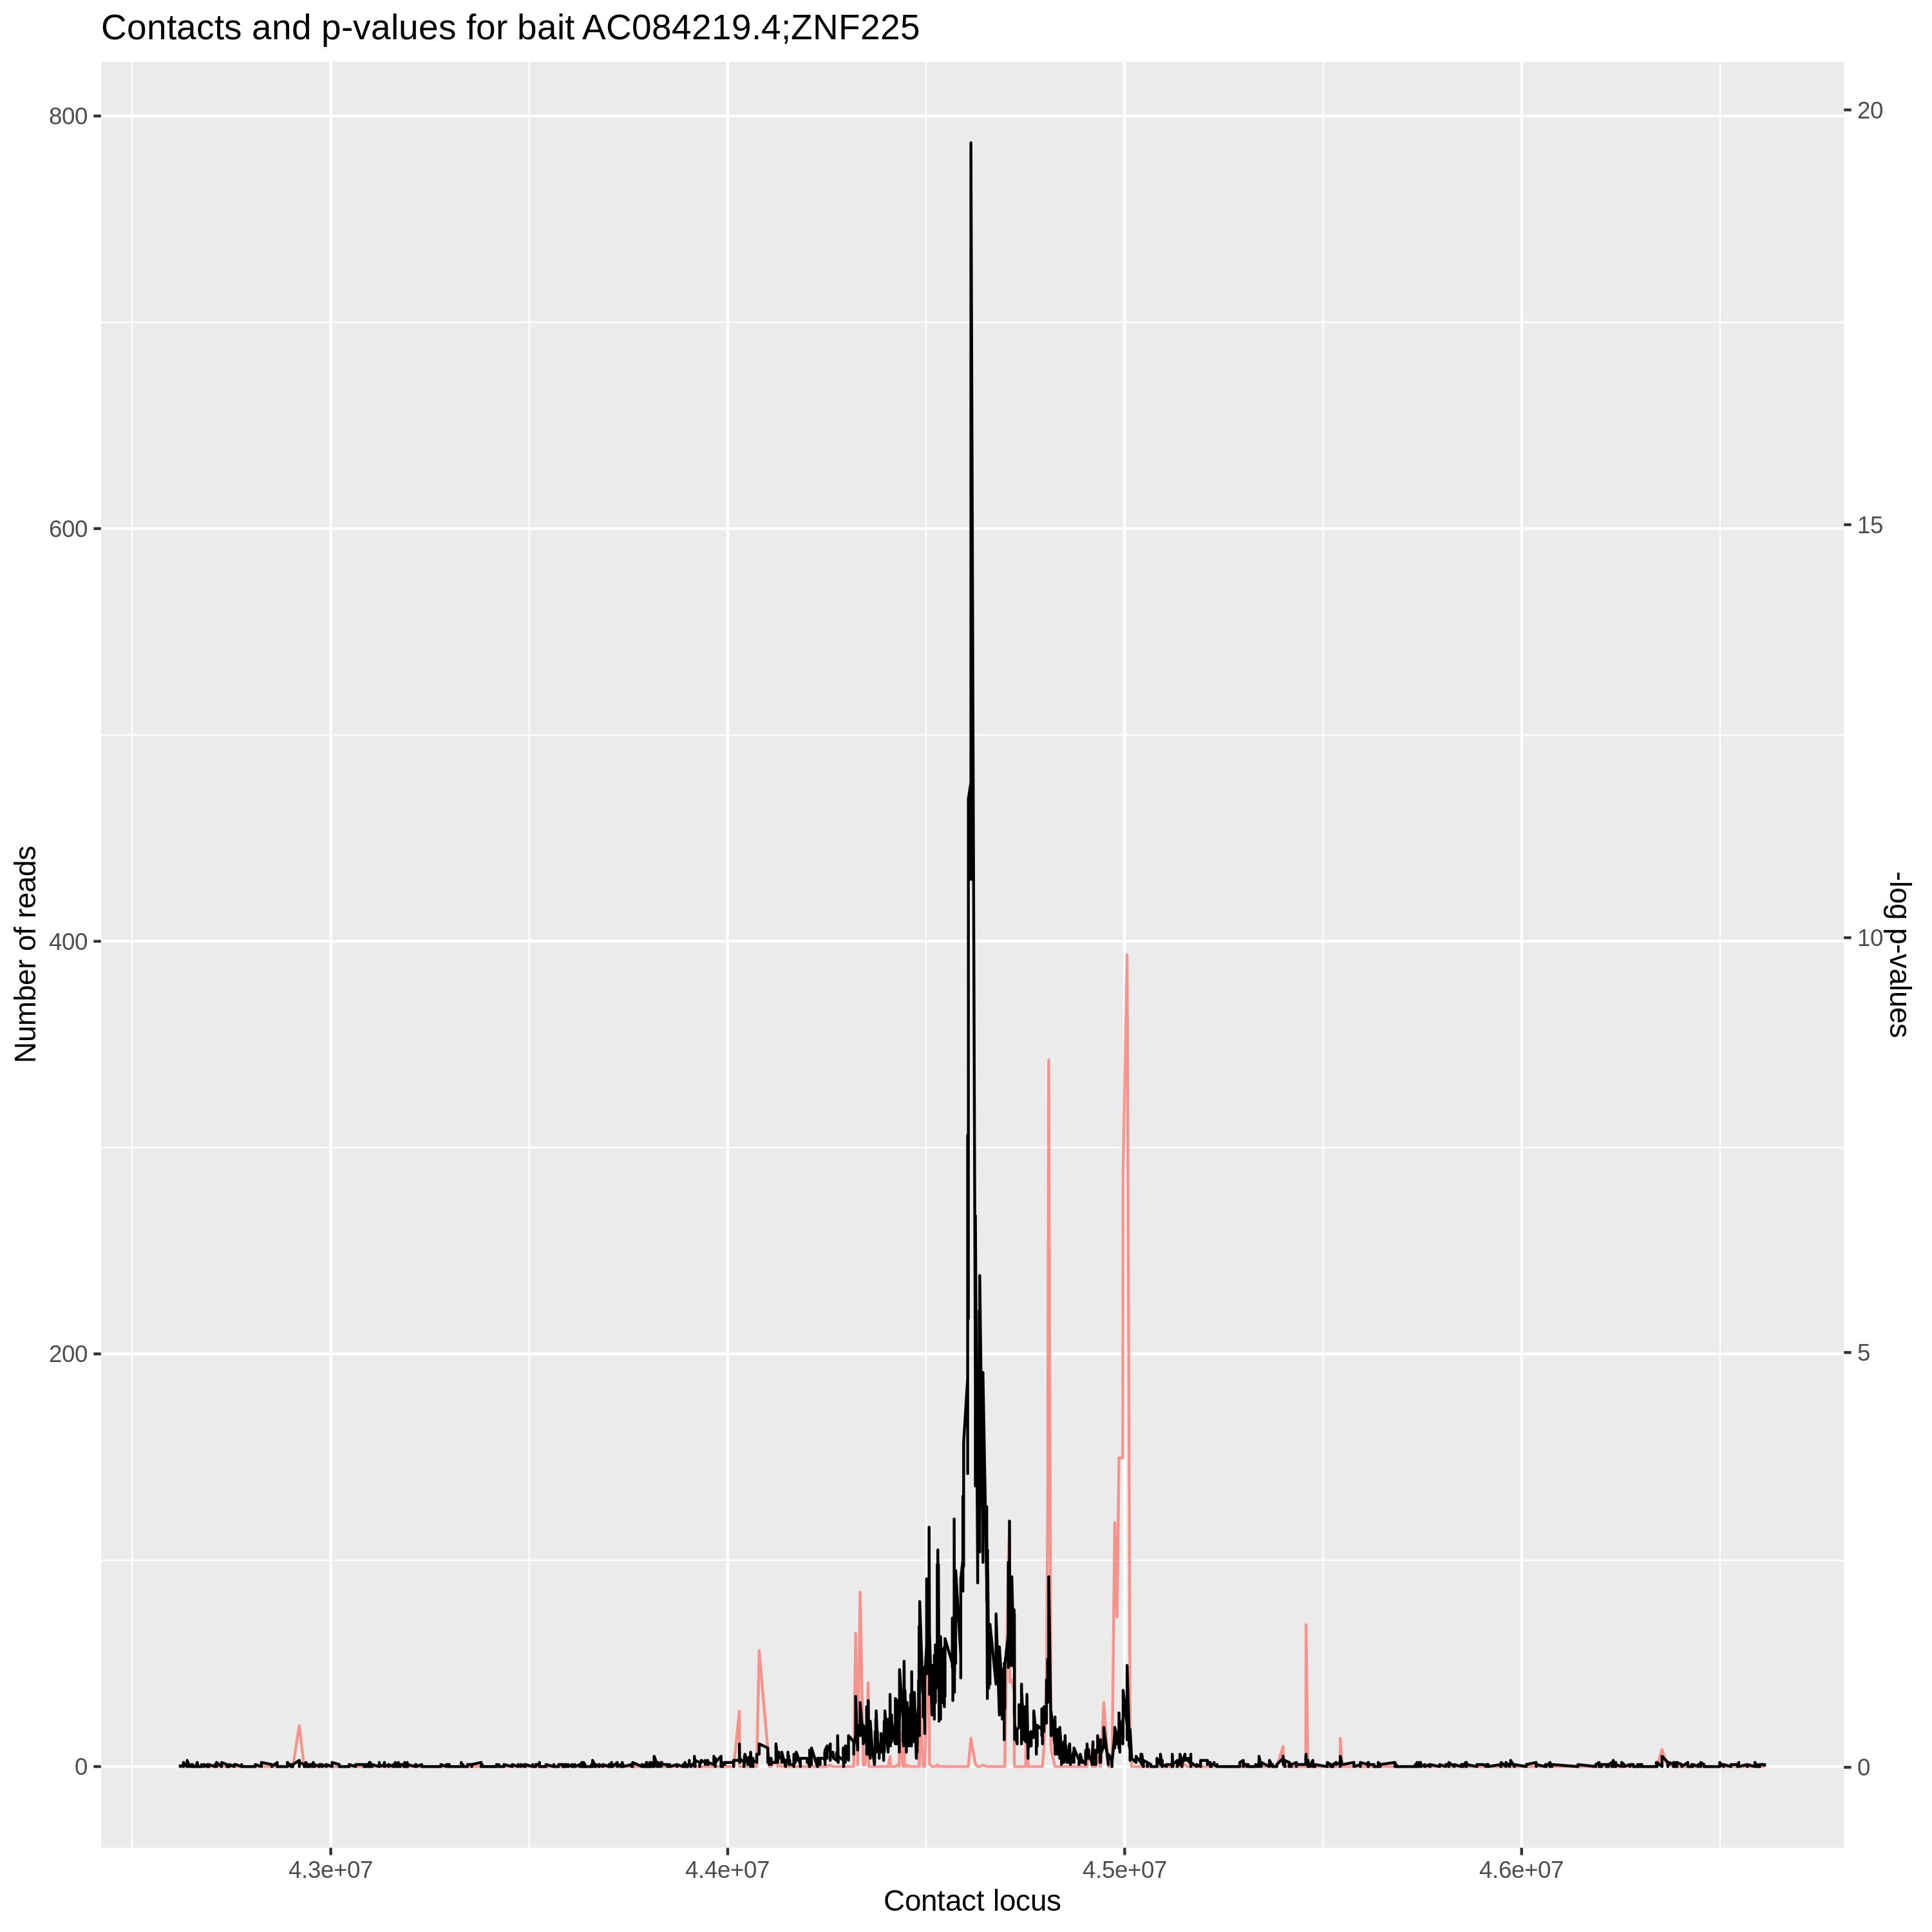 Contacts and p-values for bait AC084219.4;ZNF225
800
600
400
200
0
Number of reads
20
15
10
5
0
-log p-values
4.3e+07
4.4e+07
4.5e+07
4.6e+07
Contact locus